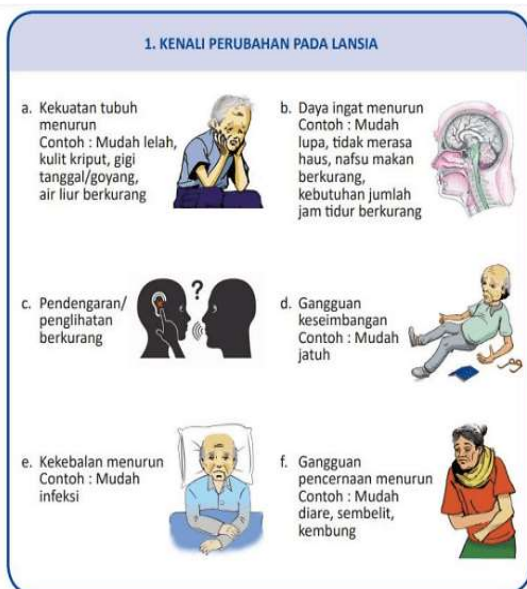 1. KENALI PERUBAHAN PADA LANSIA
a. Kekuatan tubuh
menurun
Contoh : Mudah lelah,
kulit kriput, gigi
tanggal/goyang,
air liur berkurang
b. Daya ingat menurun
Contoh : Mudah
lupa, tidak merasa
haus, nafsu makan
berkurang,
kebutuhan jumlah
jam tidur berkurang
c. Pendengaran/
penglihatan
berkurang
?
d. Gangguan
keseimbangan
Contoh : Mudah
jatuh
e. Kekebalan menurun
Contoh : Mudah
infeksi
f. Gangguan
pencernaan menurun
Contoh : Mudah
diare, sembelit,
kembung